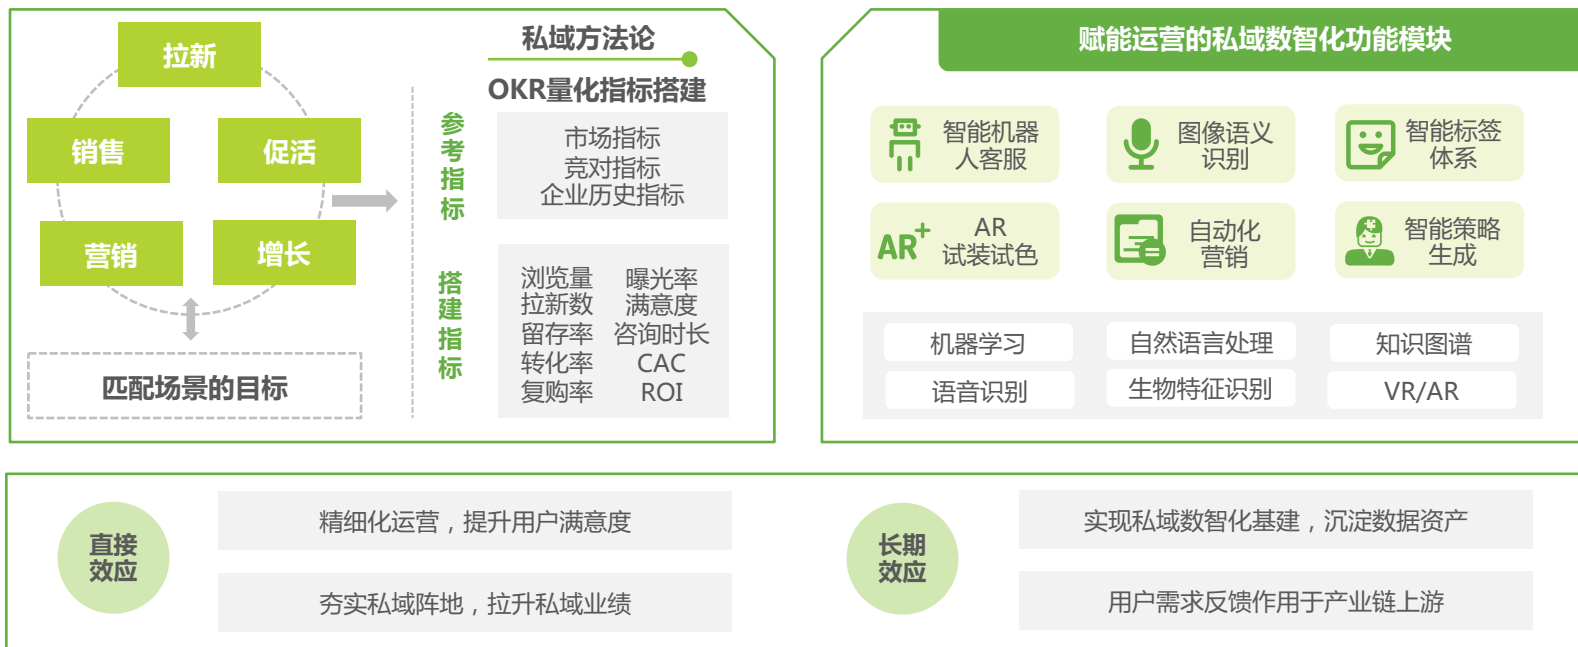 拉新
销售
促活
营销
增长
匹配场景的目标
私域方法论
OKR量化指标搭建
参考指标
市场指标
竞对指标
企业历史指标
搭建指标
浏览量 曝光率
拉新数 满意度
留存率 咨询时长
转化率 CAC
复购率 ROI
赋能运营的私域数智化功能模块
智能机器
人客服
图像语义
识别
智能标签
体系
AR+
AR
试装试色
自动化
营销
智能策略
生成
机器学习
自然语言处理
知识图谱
语音识别
生物特征识别
VR/AR
直接
效应
精细化运营，提升用户满意度
夯实私域阵地，拉升私域业绩
长期
效应
实现私域数智化基建，沉淀数据资产
用户需求反馈作用于产业链上游